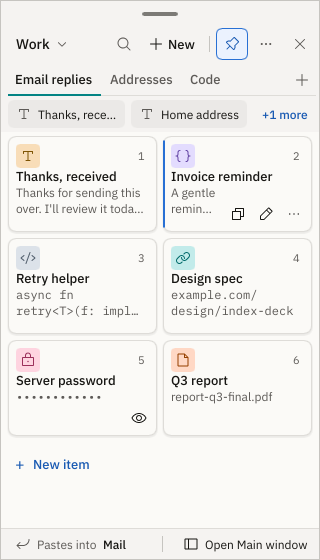 Work
+ New
Email replies Addresses Code
T Thanks, rece... T Home address +1 more
T 1
Thanks, received
Thanks for sending this
over. I'll review it toda...
{ } 2
Invoice reminder
A gentle
remin...
</> 3
Retry helper
async fn
retry<T>(f: impl…
4
Design spec
example.com/
design/index-deck
5
Server password
••••••••••••
6
Q3 report
report-q3-final.pdf
+ New item
Pastes into Mail
Open Main window